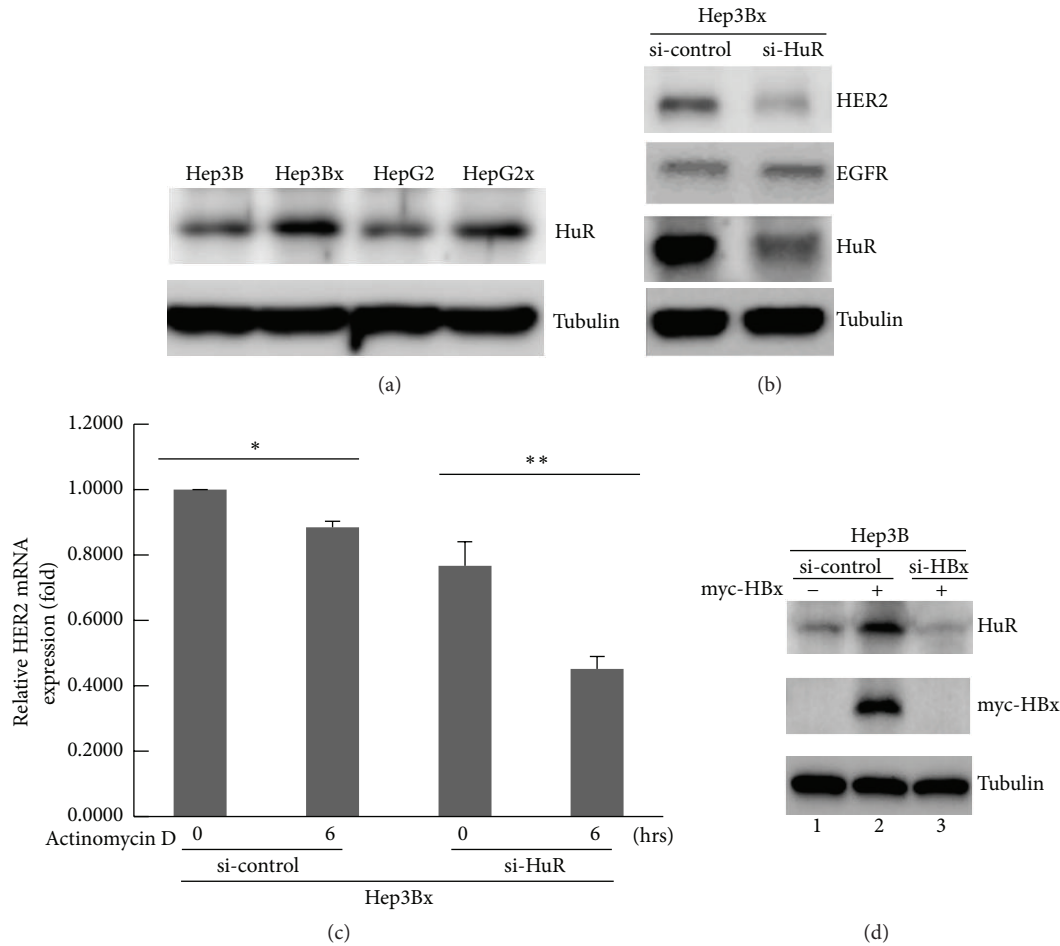 Hep3B Hep3Bx HepG2 HepG2x
HuR
Tubulin
(a)
Hep3Bx
si-control si-HuR
HER2
EGFR
HuR
Tubulin
(b)
Relative HER2 mRNA
expression (fold)
1.2000
1.0000
0.8000
0.6000
0.4000
0.2000
0.0000
*
**
Actinomycin D 0 6 0 6 (hrs)
si-control si-HuR
Hep3Bx
(c)
Hep3B
si-control si-HBx
myc-HBx − + +
HuR
myc-HBx
Tubulin
1 2 3
(d)